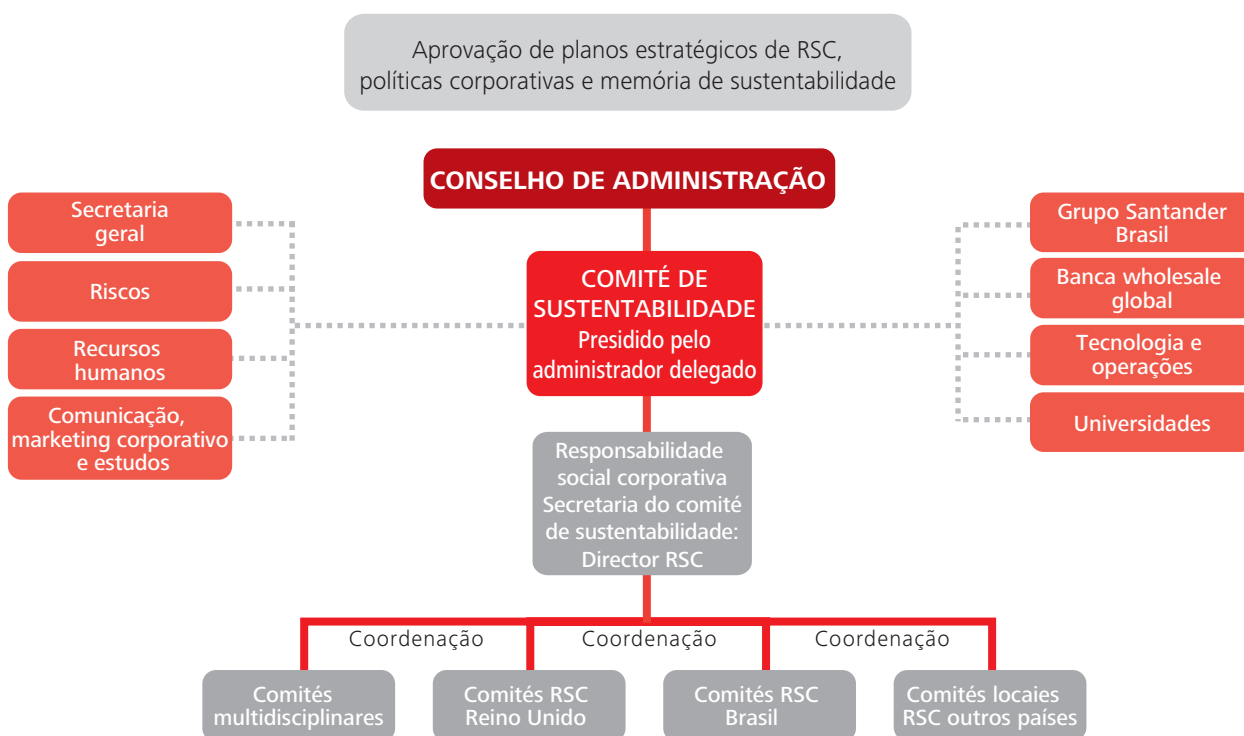 Aprovação de planos estratégicos de RSC,
políticas corporativas e memória de sustentabilidade
CONSELHO DE ADMINISTRAÇÃO
Secretaria
geral
Riscos
Recursos
humanos
Comunicação,
marketing corporativo
e estudos
COMITÉ DE
SUSTENTABILIDADE
Presidido pelo
administrador delegado
Grupo Santander
Brasil
Banca wholesale
global
Tecnologia e
operações
Universidades
Responsabilidade
social corporativa
Secretaria do comité
de sustentabilidade:
Director RSC
Coordenação
Coordenação
Coordenação
Comités
multidisciplinares
Comités RSC
Reino Unido
Comités RSC
Brasil
Comités locaies
RSC outros países